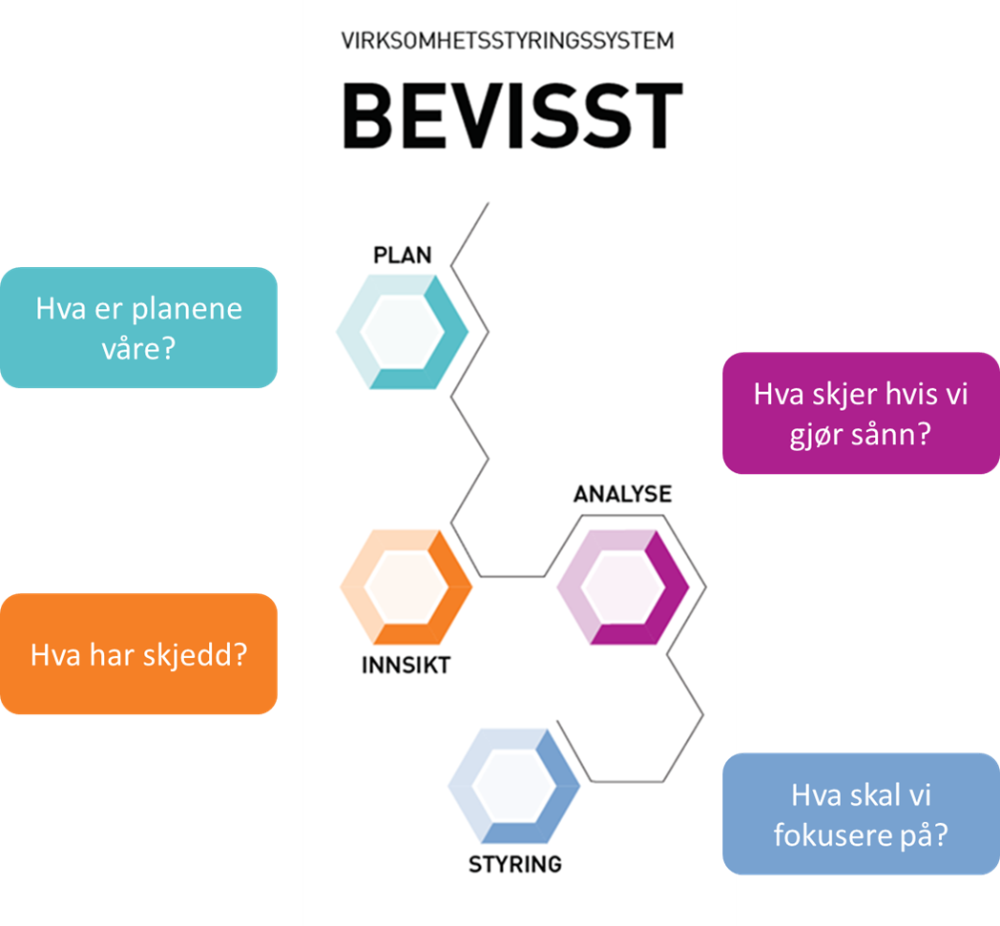 VIRKSOMHETSSTYRINGSSYSTEM
BEVISST
PLAN
Hva er planene
våre?
Hva skjer hvis vi
gjør sånn?
ANALYSE
Hva har skjedd?
INNSIKT
Hva skal vi
fokusere på?
STYRING